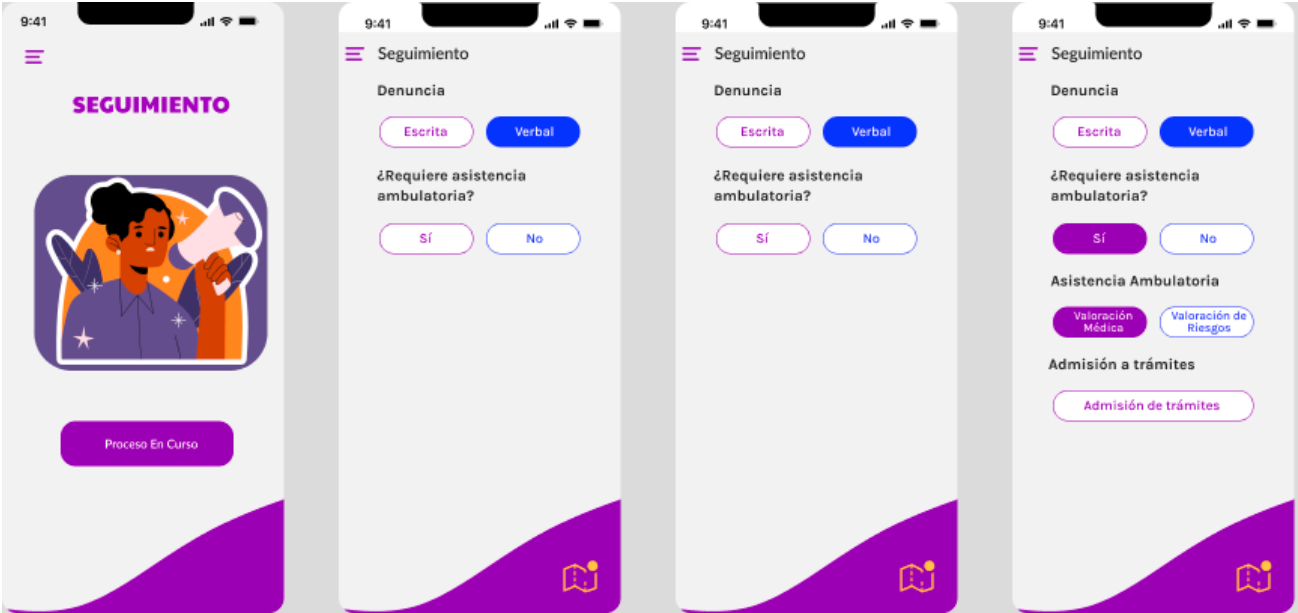 9:41
SEGUIMIENTO
Proceso En Curso
9:41
Seguimiento
Denuncia
Escrita Verbal
¿Requiere asistencia
ambulatoria?
Sí No
9:41
Seguimiento
Denuncia
Escrita Verbal
¿Requiere asistencia
ambulatoria?
Sí No
9:41
Seguimiento
Denuncia
Escrita Verbal
¿Requiere asistencia
ambulatoria?
Sí No
Asistencia Ambulatoria
Valoración
Médica
Valoración de
Riesgos
Admisión a trámites
Admisión de trámites